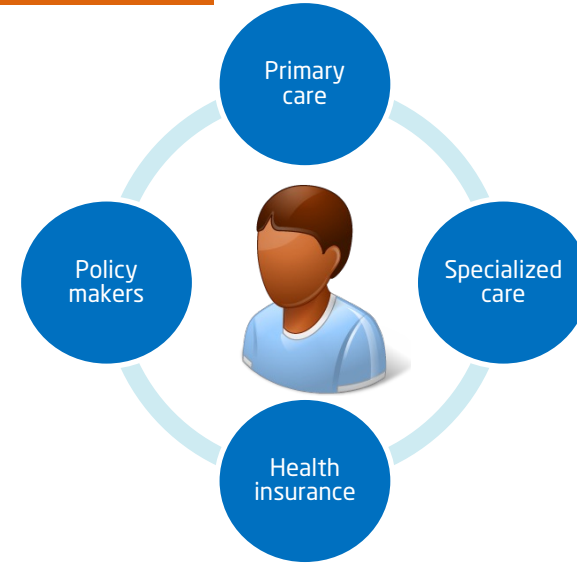 Primary
care
Policy
makers
Specialized
care
Health
insurance